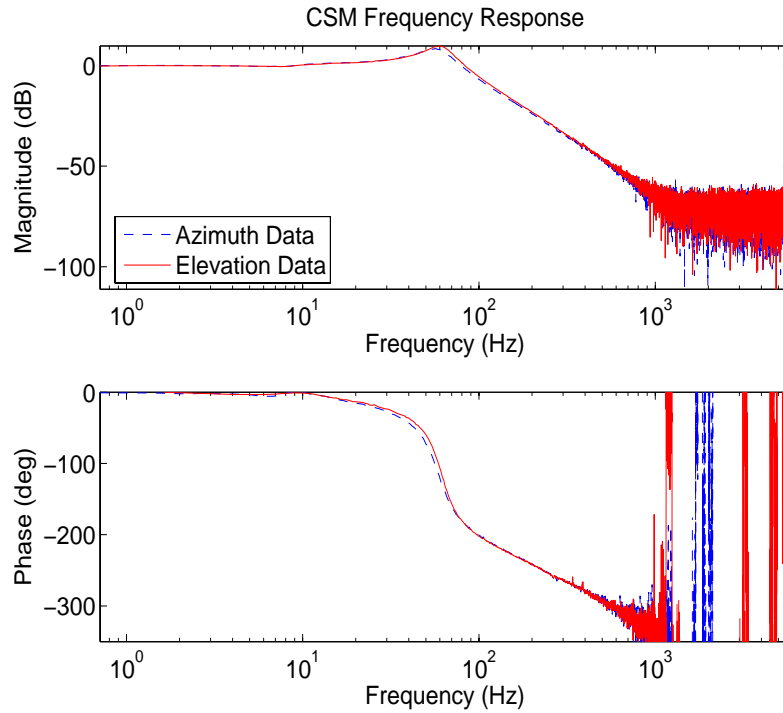 CSM Frequency Response
Magnitude (dB)
0
−50
−100
Azimuth Data
Elevation Data
10^0
10^1
10^2
10^3
Frequency (Hz)
Phase (deg)
0
−100
−200
−300
10^0
10^1
10^2
10^3
Frequency (Hz)